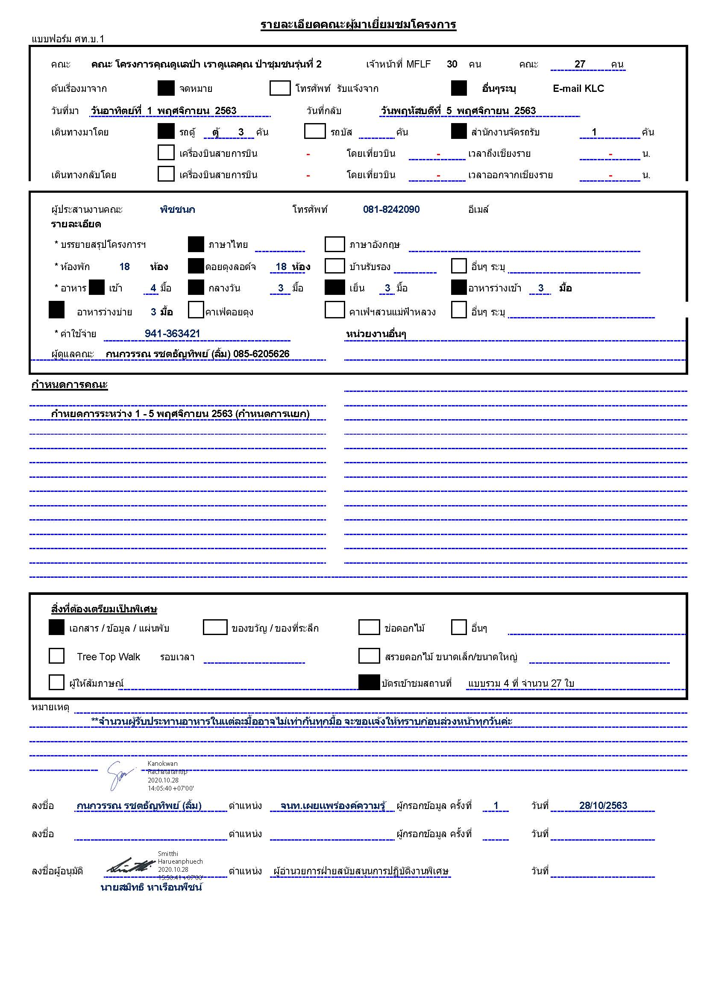 รายละเอียดคณะผู้มาเยี่ยมชมโครงการ
แบบฟอร์ม ศท.บ.1
คณะ คณะ โครงการคุณดูแลป่า เราดูแลคุณ ป่าชุมชนรุ่นที่ 2 เจ้าหน้าที่ MFLF 30 คน คณะ 27 คน
ต้นเรื่องมาจาก จดหมาย โทรศัพท์ รับแจ้งจาก อื่นๆระบุ E-mail KLC
วันที่มา วันอาทิตย์ที่ 1 พฤศจิกายน 2563 วันที่กลับ วันพฤหัสบดีที่ 5 พฤศจิกายน 2563
เดินทางมาโดย รถตู้ ตู้ 3 คัน รถบัส คัน สำนักงานจัดรถรับ 1 คัน
เครื่องบินสายการบิน - โดยเที่ยวบิน - เวลาถึงเชียงราย - น.
เดินทางกลับโดย เครื่องบินสายการบิน - โดยเที่ยวบิน - เวลาออกจากเชียงราย - น.
ผู้ประสานงานคณะ พิชชนก โทรศัพท์ 081-8242090 อีเมล์
รายละเอียด
* บรรยายสรุปโครงการฯ ภาษาไทย ภาษาอังกฤษ
* ห้องพัก 18 ห้อง ดอยตุงลอด์จ 18 ห้อง บ้านรับรอง อื่นๆ ระบุ
* อาหาร เช้า 4 มื้อ กลางวัน 3 มื้อ เย็น 3 มื้อ อาหารว่างเช้า 3 มื้อ
อาหารว่างบ่าย 3 มื้อ คาเฟ่ดอยตุง คาเฟ่ฯสวนแม่ฟ้าหลวง อื่นๆ ระบุ
* ค่าใช้จ่าย 941-363421 หน่วยงานอื่นๆ
ผู้ดูแลคณะ กนกวรรณ รชตธัญทิพย์ (ลิ้ม) 085-6205626
กำหนดการคณะ
กำหยดการระหว่าง 1 - 5 พฤศจิกายน 2563 (กำหนดการแยก)
สิ่งที่ต้องเตรียมเป็นพิเศษ
เอกสาร / ข้อมูล / แผ่นพับ ของขวัญ / ของที่ระลึก ช่อดอกไม้ อื่นๆ
Tree Top Walk รอบเวลา สรวยดอกไม้ ขนาดเล็ก/ขนาดใหญ่
ผู้ให้สัมภาษณ์ บัตรเข้าชมสถานที่ แบบรวม 4 ที่ จำนวน 27 ใบ
หมายเหตุ
**จำนวนผู้รับประทานอาหารในแต่ละมื้ออาจไม่เท่ากันทุกมื้อ จะขอแจ้งให้ทราบก่อนล่วงหน้าทุกวันค่ะ
Kanokwan
Rachatatantip
2020.10.28
14:05:40 +07'00'
ลงชื่อ กนกวรรณ รชตธัญทิพย์ (ลิ้ม) ตำแหน่ง จนท.เผยแพร่องค์ความรู้ ผู้กรอกข้อมูล ครั้งที่ 1 วันที่ 28/10/2563
ลงชื่อ ตำแหน่ง ผู้กรอกข้อมูล ครั้งที่ วันที่
Smitthi
Harueanphuech
2020.10.28
15:50:41 +07'00'
ลงชื่อผู้อนุมัติ ตำแหน่ง ผู้อำนวยการฝ่ายสนับสนุนการปฏิบัติงานพิเศษ วันที่
นายสมิทธิ หาเรือนพืชน์